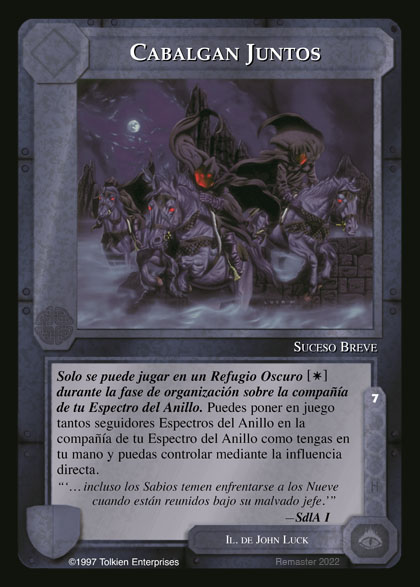 Cabalgan Juntos
Suceso Breve
Solo se puede jugar en un Refugio Oscuro [✶]
durante la fase de organización sobre la compañía
de tu Espectro del Anillo. Puedes poner en juego
tantos seguidores Espectros del Anillo en la
compañía de tu Espectro del Anillo como tengas en
tu mano y puedas controlar mediante la influencia
directa.
7
“‘… incluso los Sabios temen enfrentarse a los Nueve
cuando están reunidos bajo su malvado jefe.’”
–SdlA I
Il. de John Luck
©1997 Tolkien Enterprises
Remaster 2022